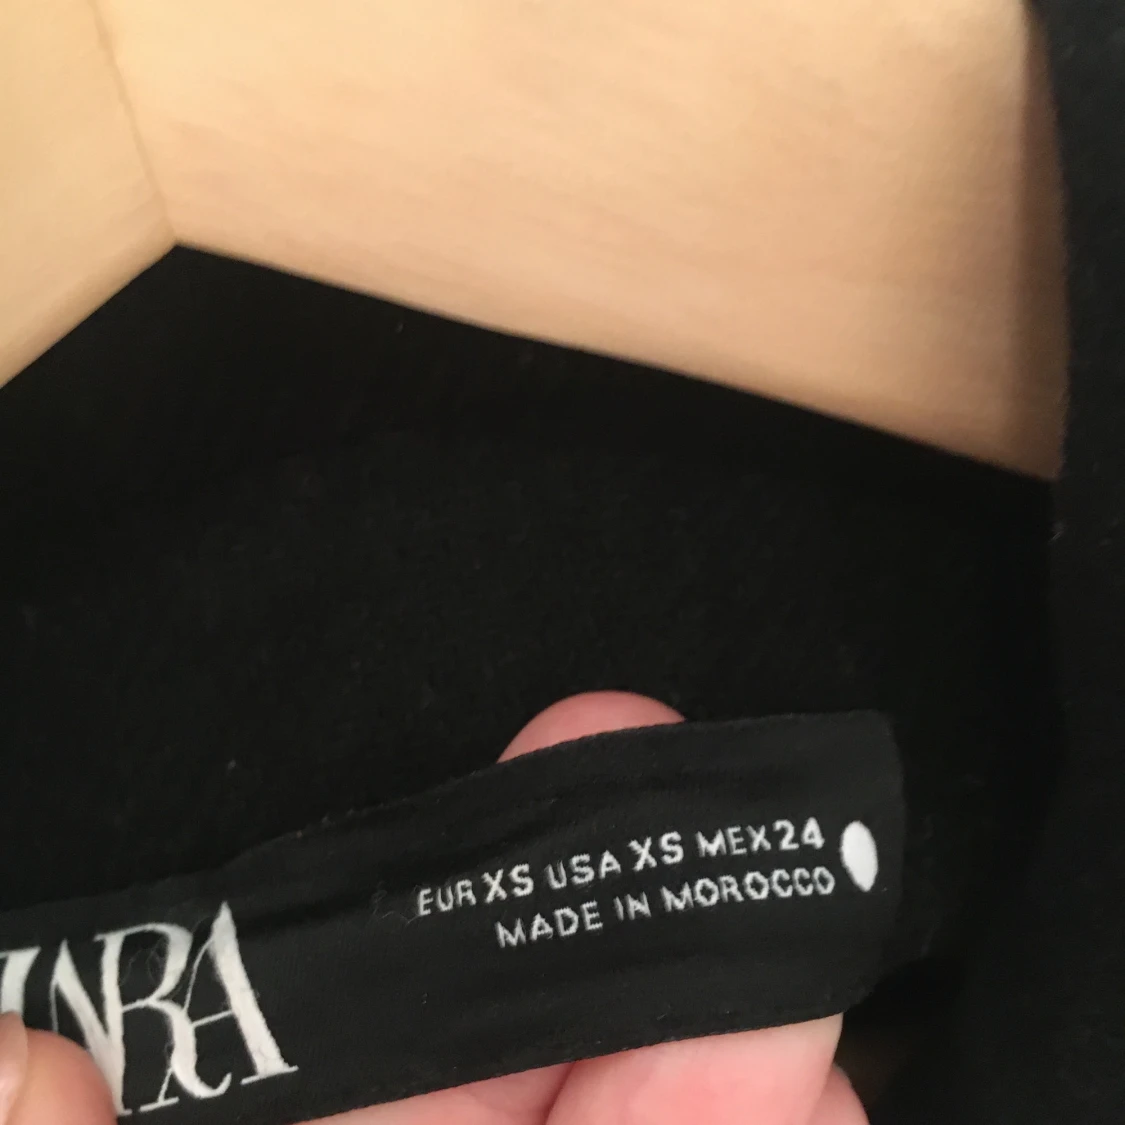 ZARA
EUR XS USA XS MEX 24
MADE IN MOROCCO